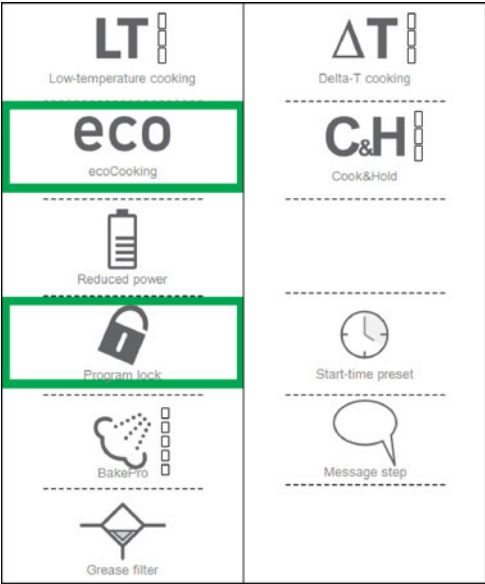 LT
Low-temperature cooking
ΔT
Delta-T cooking
eco
ecoCooking
C&H
Cook&Hold
Reduced power
Program lock
Start-time preset
BakePro
Message step
Grease filter